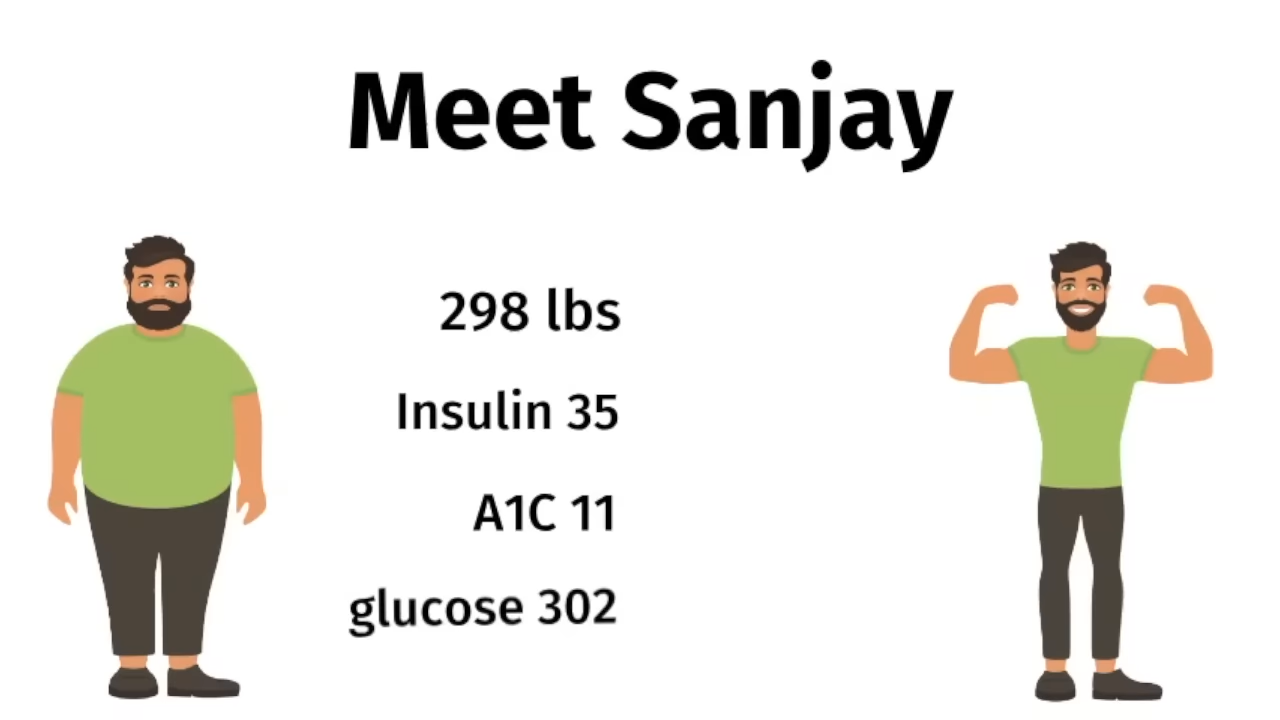 Meet Sanjay
298 lbs
Insulin 35
A1C 11
glucose 302